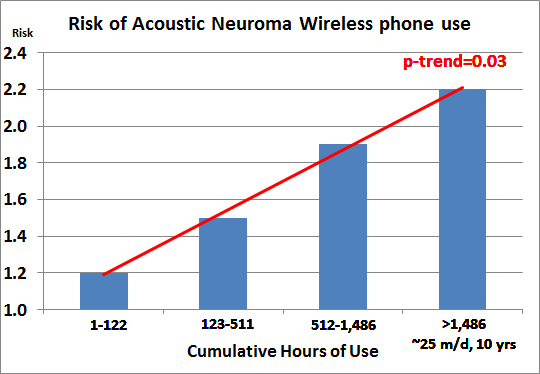 Risk of Acoustic Neuroma Wireless phone use
Risk
p-trend=0.03
2.4
2.2
2.0
1.8
1.6
1.4
1.2
1.0
1-122
123-511
512-1,486
>1,486
~25 m/d, 10 yrs
Cumulative Hours of Use